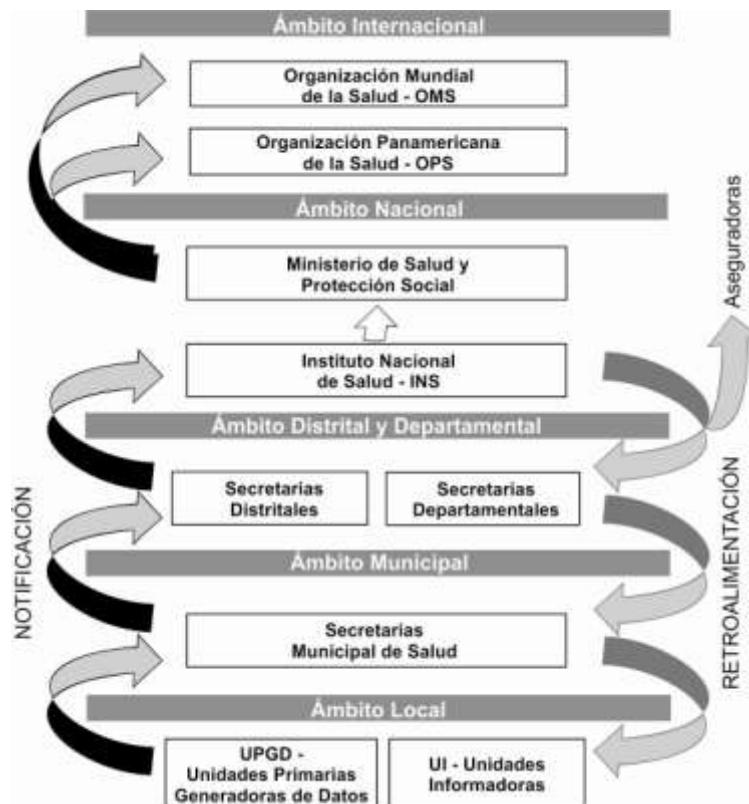 Ámbito Internacional
Organización Mundial
de la Salud - OMS
Organización Panamericana
de la Salud - OPS
Ámbito Nacional
Ministerio de Salud y
Protección Social
Aseguradoras
Instituto Nacional
de Salud - INS
Ámbito Distrital y Departamental
Secretarias
Distritales
Secretarias
Departamentales
NOTIFICACIÓN
RETROALIMENTACIÓN
Ámbito Municipal
Secretarias
Municipal de Salud
Ámbito Local
UPGD -
Unidades Primarias
Generadoras de Datos
UI - Unidades
Informadoras